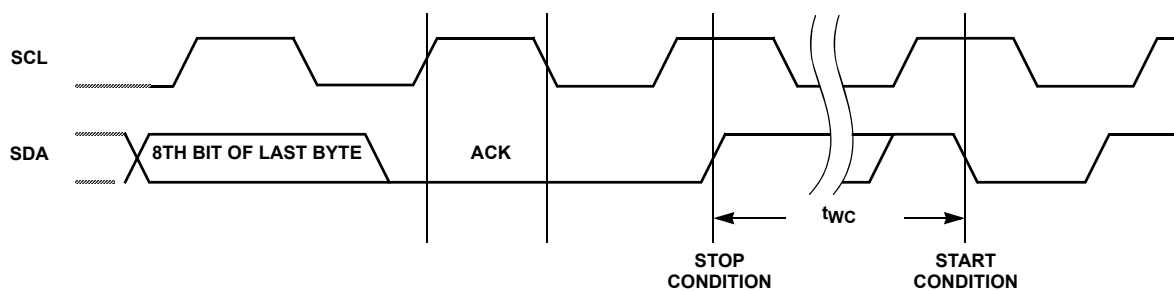 SCL
SDA
8TH BIT OF LAST BYTE
ACK
tWC
STOP
CONDITION
START
CONDITION